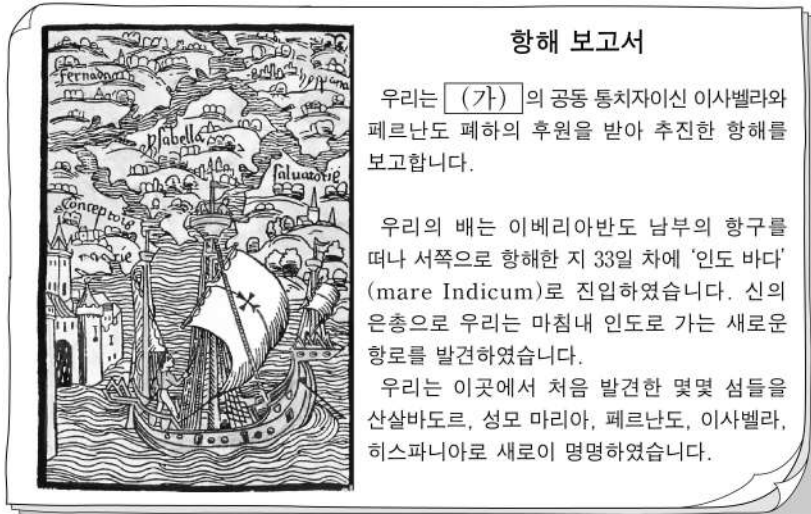 항해 보고서
우리는 (가) 의 공동 통치자이신 이사벨라와
페르난도 폐하의 후원을 받아 추진한 항해를
보고합니다.
우리의 배는 이베리아반도 남부의 항구를
떠나 서쪽으로 항해한 지 33일 차에 ‘인도 바다’
(mare Indicum)로 진입하였습니다. 신의
은총으로 우리는 마침내 인도로 가는 새로운
항로를 발견하였습니다.
우리는 이곳에서 처음 발견한 몇몇 섬들을
산살바도르, 성모 마리아, 페르난도, 이사벨라,
히스파니아로 새로이 명명하였습니다.